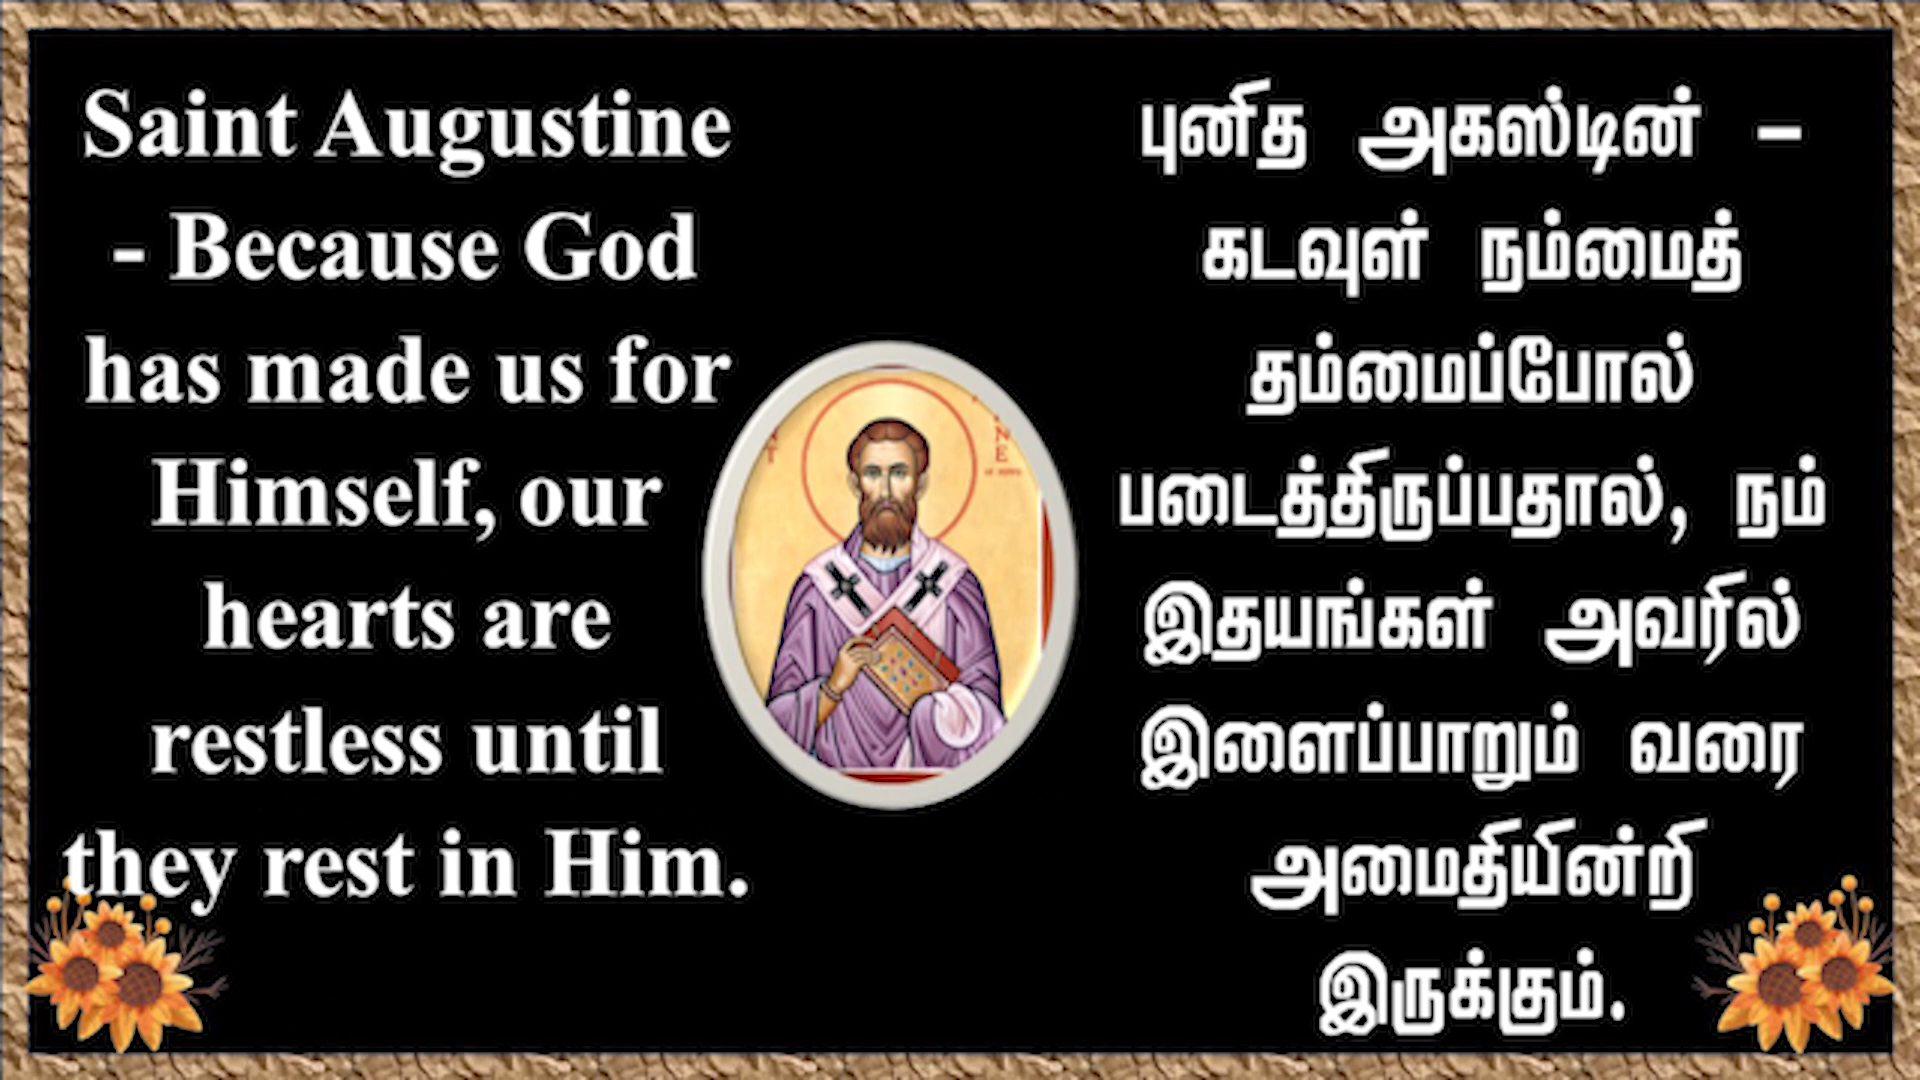 Saint Augustine
- Because God
has made us for
Himself, our
hearts are
restless until
they rest in Him.
புனித அகஸ்டின் –
கடவுள் நம்மைத்
தம்மைப்போல்
படைத்திருப்பதால், நம்
இதயங்கள் அவரில்
இளைப்பாறும் வரை
அமைதியின்றி
இருக்கும்.